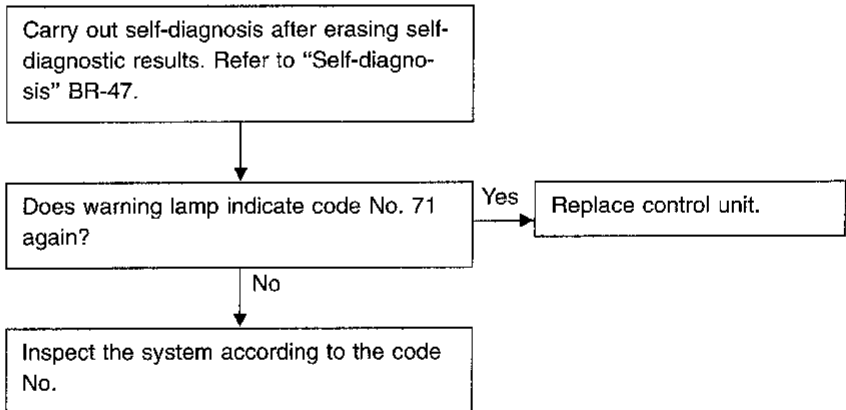 Carry out self-diagnosis after erasing self-
diagnostic results. Refer to “Self-diagno-
sis” BR-47.
Does warning lamp indicate code No. 71
again?
Yes
Replace control unit.
No
Inspect the system according to the code
No.